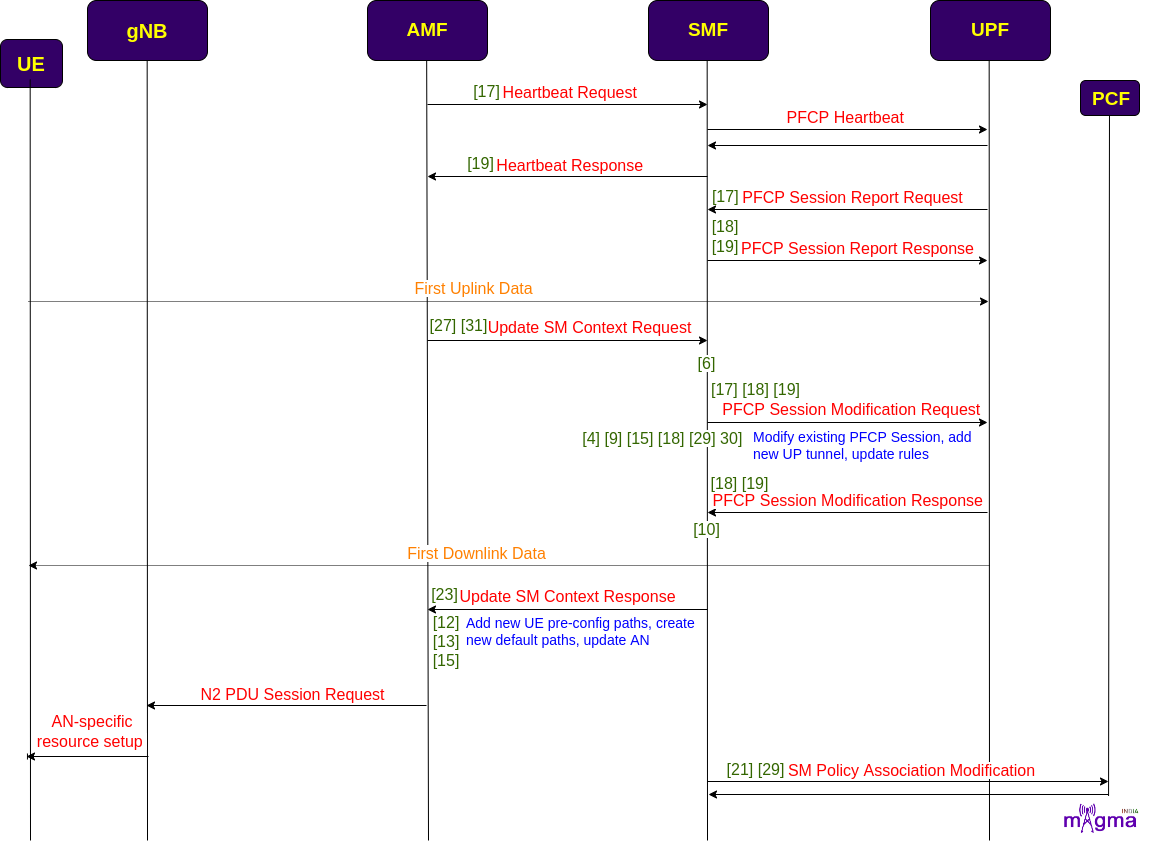 gNB
AMF
SMF
UPF
UE
PCF
[17] Heartbeat Request
PFCP Heartbeat
[19] Heartbeat Response
[17] PFCP Session Report Request
[18]
[19] PFCP Session Report Response
First Uplink Data
[27] [31] Update SM Context Request
[6]
[17] [18] [19]
PFCP Session Modification Request
[4] [9] [15] [18] [29] 30]
Modify existing PFCP Session, add
new UP tunnel, update rules
[18] [19]
PFCP Session Modification Response
[10]
First Downlink Data
[23] Update SM Context Response
[12]
[13]
[15]
Add new UE pre-config paths, create
new default paths, update AN
N2 PDU Session Request
AN-specific
resource setup
[21] [29] SM Policy Association Modification
INDIA
magma